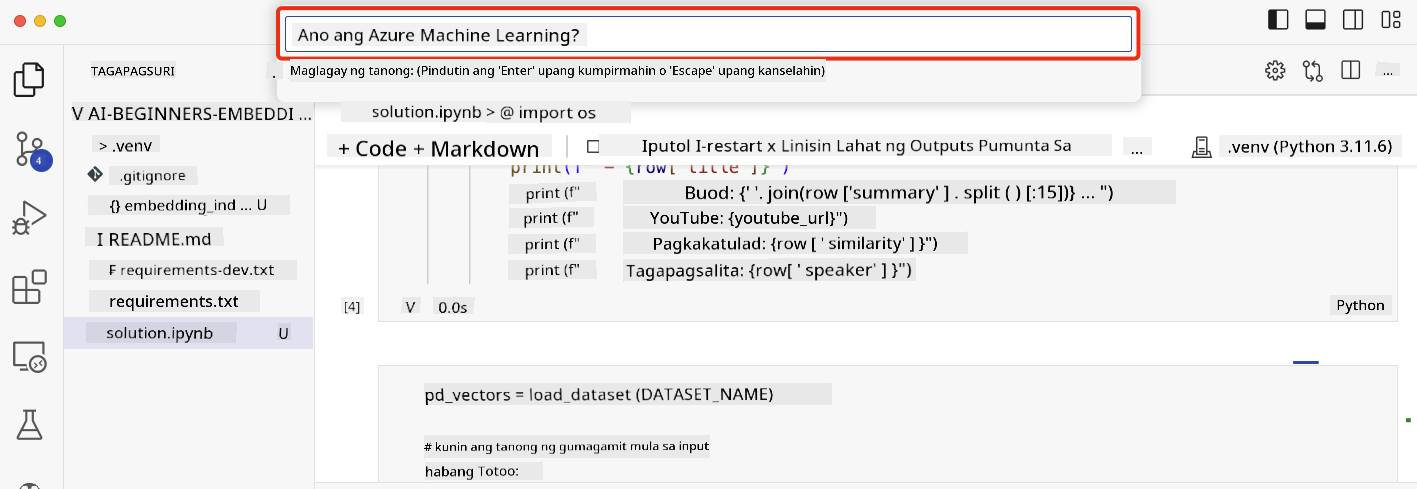 Ano ang Azure Machine Learning?
Maglagay ng tanong: (Pindutin ang 'Enter' upang kumpirmahin o 'Escape' upang kanselahin)
TAGAPAGSURI
...
V AI-BEGINNERS-EMBEDDI ...
> .venv
.gitignore
{} embedding_ind ... U
I README.md
F requirements-dev.txt
requirements.txt
solution.ipynb U
4
solution.ipynb > @ import os
+ Code + Markdown
Iputol I-restart x Linisin Lahat ng Outputs Pumunta Sa
...
.venv (Python 3.11.6)
print(f" = {row[ title ]} )
print (f" Buod: {' '. join(row ['summary' ] . split ( ) [:15])} ... ")
print (f" YouTube: {youtube_url}")
print (f" Pagkakatulad: {row [ ' similarity' ] }")
print (f" Tagapagsalita: {row[ ' speaker' ] }")
[4] V 0.0s
Python
pd_vectors = load_dataset (DATASET_NAME)
# kunin ang tanong ng gumagamit mula sa input
habang Totoo: